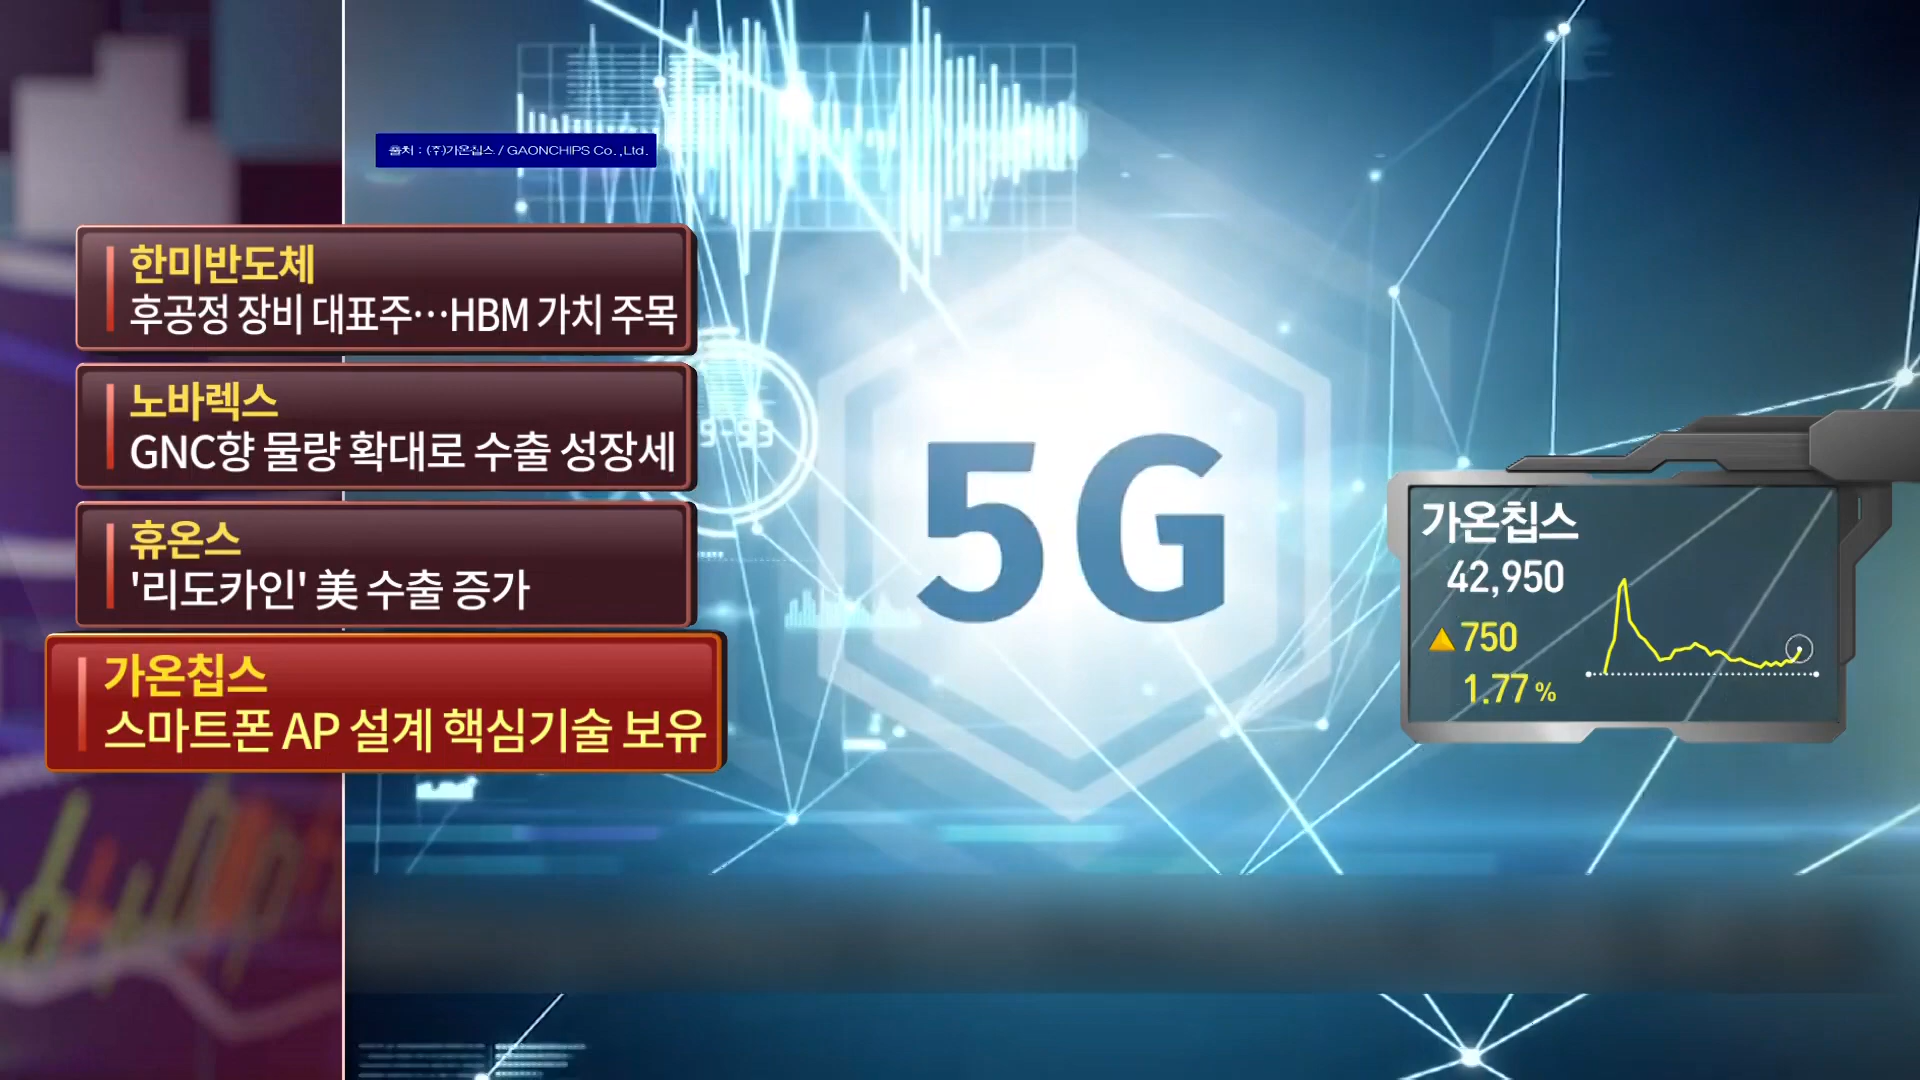 출처 : (주)가온칩스 / GAONCHIPS Co.,Ltd.
한미반도체
후공정 장비 대표주…HBM 가치 주목
노바렉스
GNC향 물량 확대로 수출 성장세
휴온스
'리도카인' 美 수출 증가
가온칩스
스마트폰 AP 설계 핵심기술 보유
5G
가온칩스
42,950
▲750
1.77 %